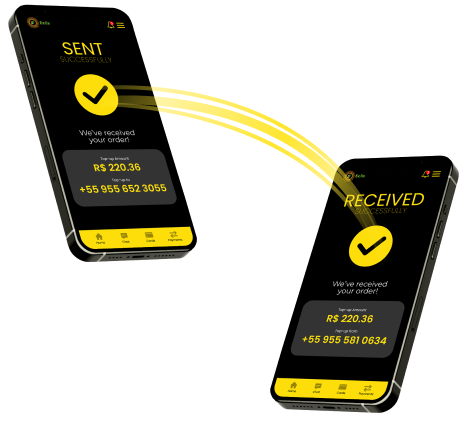 Bella
SENT
SUCCESSFULLY
We've received
your order!
Top-up Amount
R$ 220.36
Top-up to
+55 955 652 3055
Home
Chat
Cards
Payments
Bella
RECEIVED
SUCCESSFULLY
We've received
your order!
Top-up Amount
R$ 220.36
Top-up from
+55 955 581 0634
Home
Chat
Cards
Payments